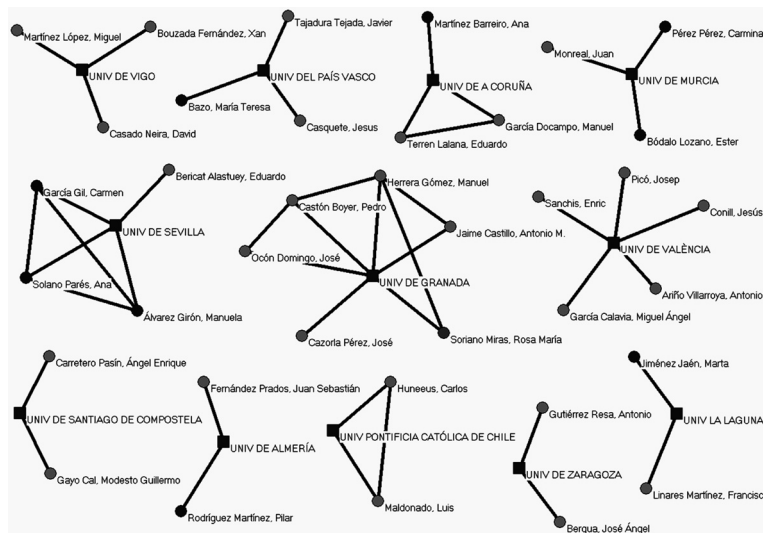 Martínez López, Miguel
Bouzada Fernández, Xan
UNIV DE VIGO
Casado Neira, David
Tajadura Tejada, Javier
UNIV DEL PAÍS VASCO
Bazo, María Teresa
Casquete, Jesus
Martínez Barreiro, Ana
UNIV DE A CORUÑA
García Docampo, Manuel
Terren Lalana, Eduardo
Pérez Pérez, Carmina
Monreal, Juan
UNIV DE MURCIA
Bódalo Lozano, Ester
Bericat Alastuey, Eduardo
García Gil, Carmen
UNIV DE SEVILLA
Solano Parés, Ana
Álvarez Girón, Manuela
Herrera Gómez, Manuel
Castón Boyer, Pedro
Jaime Castillo, Antonio M.
Ocón Domingo, José
UNIV DE GRANADA
Cazorla Pérez, José
Soriano Miras, Rosa María
Picó, Josep
Sanchis, Enric
Conill, Jesús
UNIV DE VALÈNCIA
Ariño Villarroya, Antonio
García Calavia, Miguel Ángel
Carretero Pasín, Ángel Enrique
UNIV DE SANTIAGO DE COMPOSTELA
Gayo Cal, Modesto Guillermo
Fernández Prados, Juan Sebastián
UNIV DE ALMERÍA
Rodríguez Martínez, Pilar
Huneeus, Carlos
UNIV PONTIFICIA CATÓLICA DE CHILE
Maldonado, Luis
Gutiérrez Resa, Antonio
UNIV DE ZARAGOZA
Bergua, José Ángel
Jiménez Jaén, Marta
UNIV LA LAGUNA
Linares Martínez, Francisc